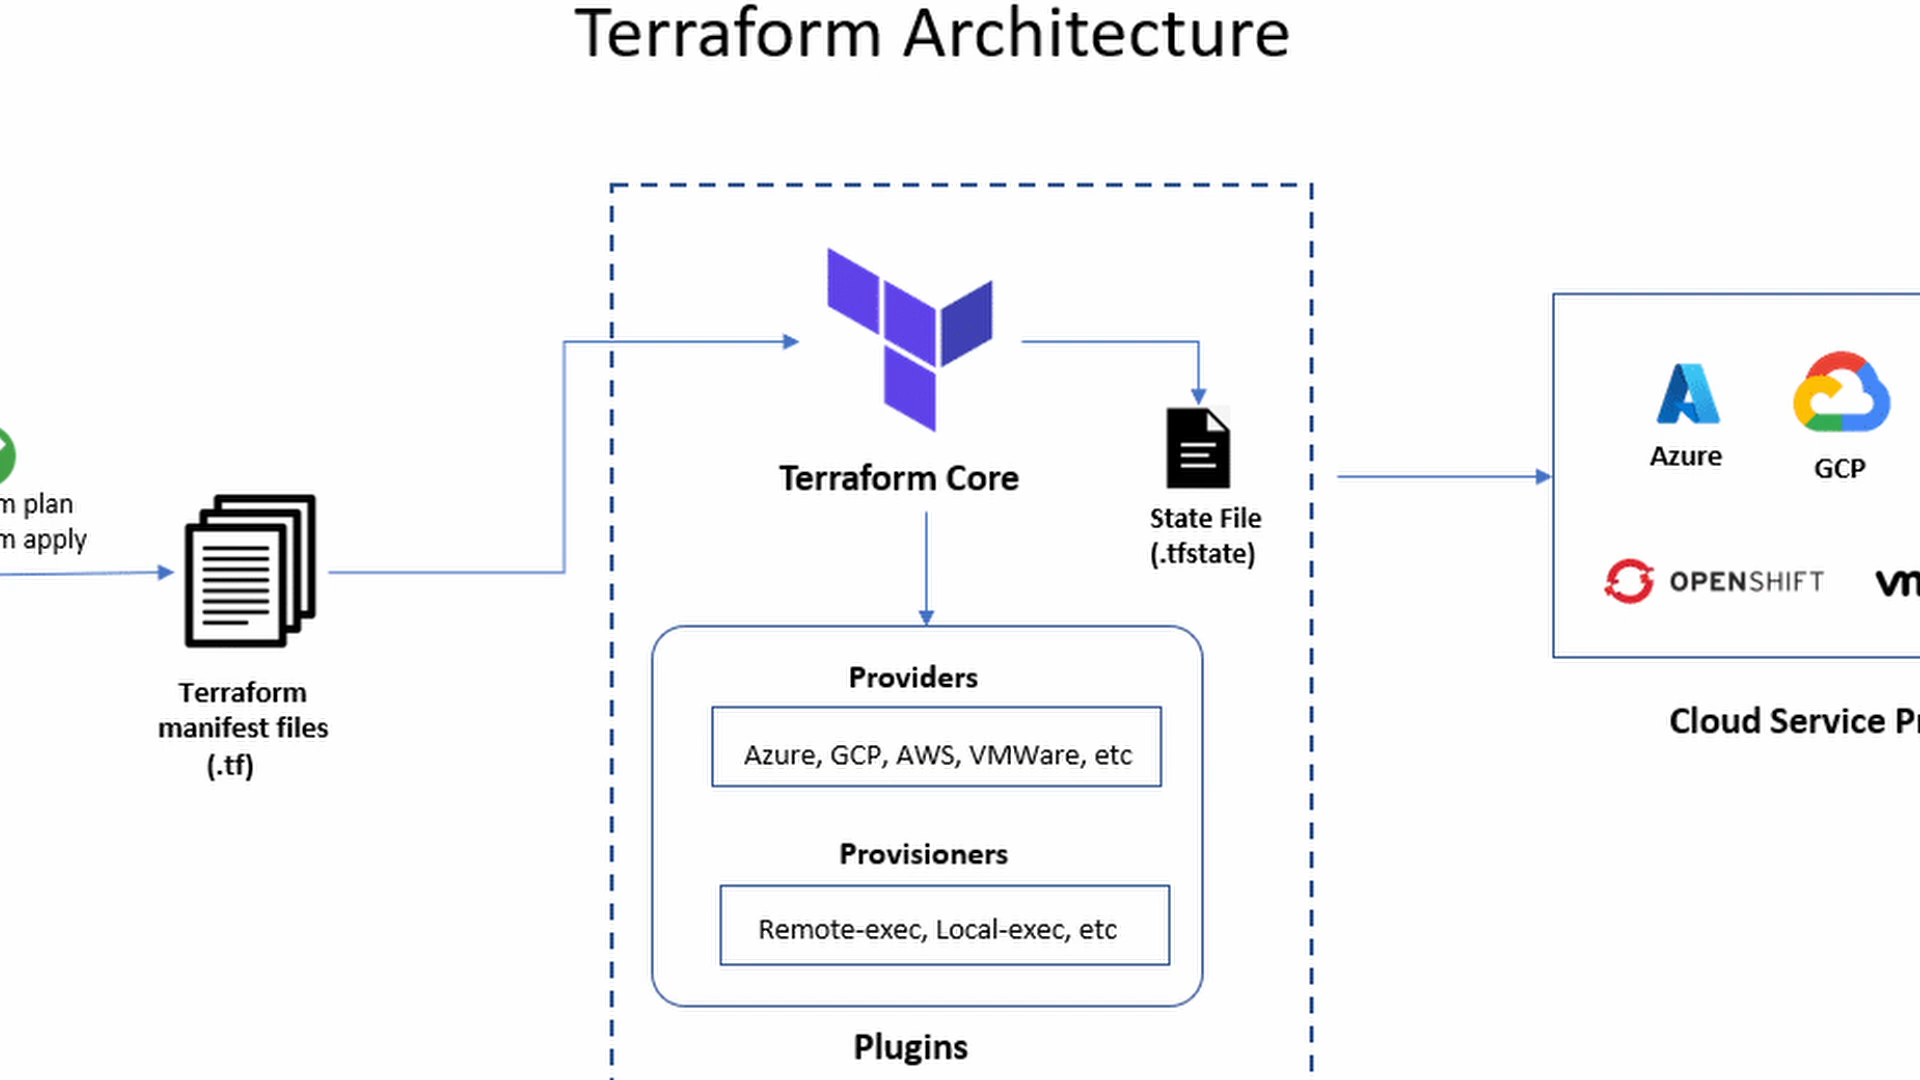 Terraform Architecture
m plan
m apply
Terraform
manifest files
(.tf)
Terraform Core
State File
(.tfstate)
Providers
Azure, GCP, AWS, VMWare, etc
Provisioners
Remote-exec, Local-exec, etc
Plugins
Azure
GCP
OPENSHIFT
vm
Cloud Service Pr